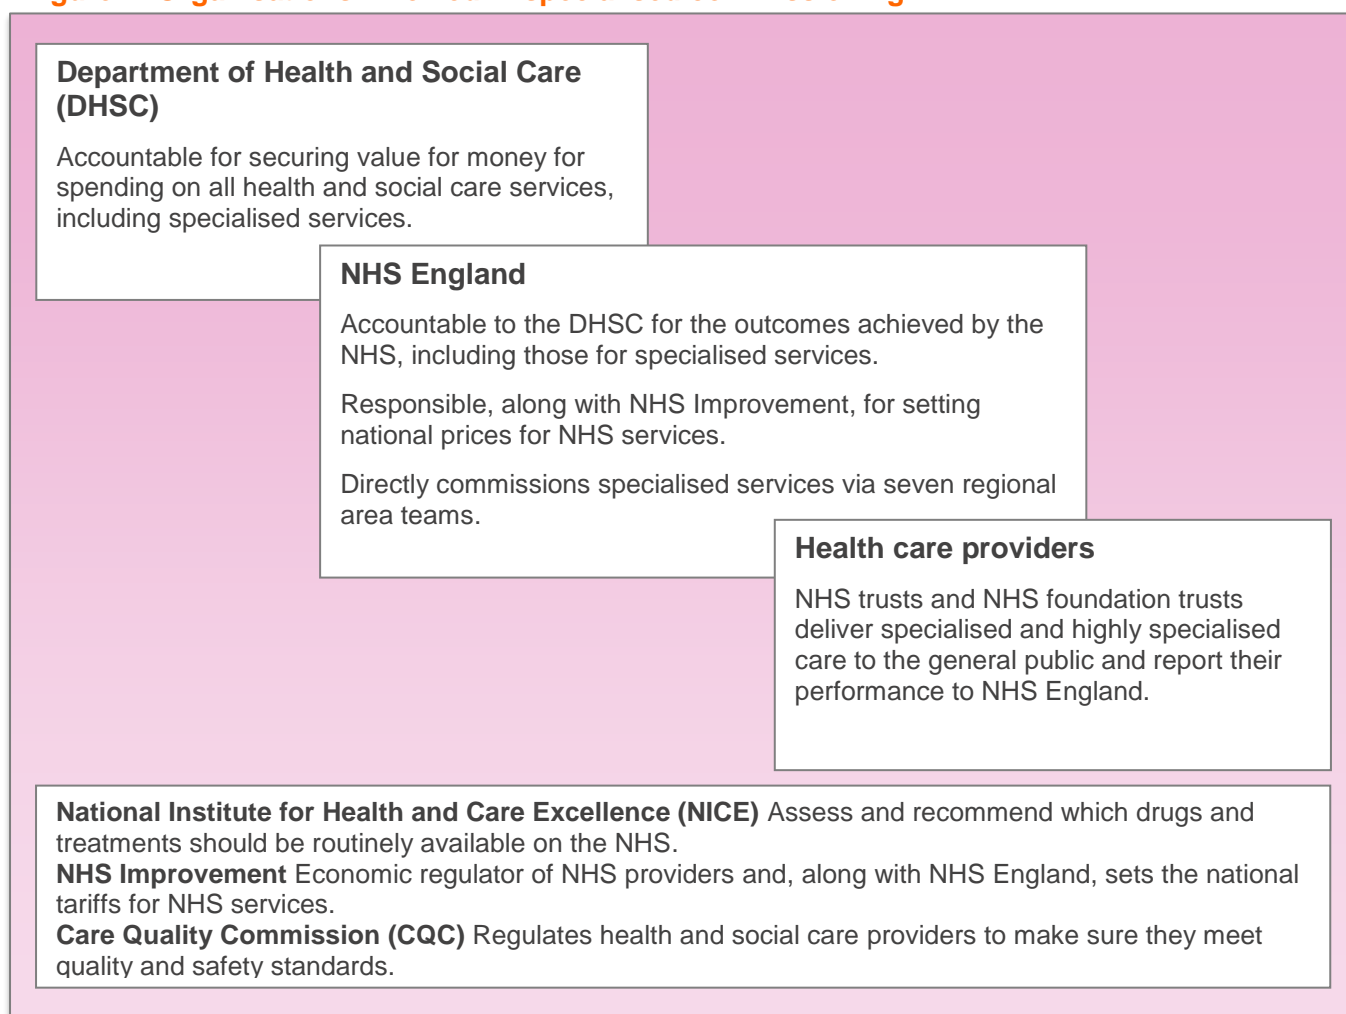 Department of Health and Social Care
(DHSC)
Accountable for securing value for money for
spending on all health and social care services,
including specialised services.
NHS England
Accountable to the DHSC for the outcomes achieved by the
NHS, including those for specialised services.
Responsible, along with NHS Improvement, for setting
national prices for NHS services.
Directly commissions specialised services via seven regional
area teams.
Health care providers
NHS trusts and NHS foundation trusts
deliver specialised and highly specialised
care to the general public and report their
performance to NHS England.
National Institute for Health and Care Excellence (NICE) Assess and recommend which drugs and
treatments should be routinely available on the NHS.
NHS Improvement Economic regulator of NHS providers and, along with NHS England, sets the national
tariffs for NHS services.
Care Quality Commission (CQC) Regulates health and social care providers to make sure they meet
quality and safety standards.